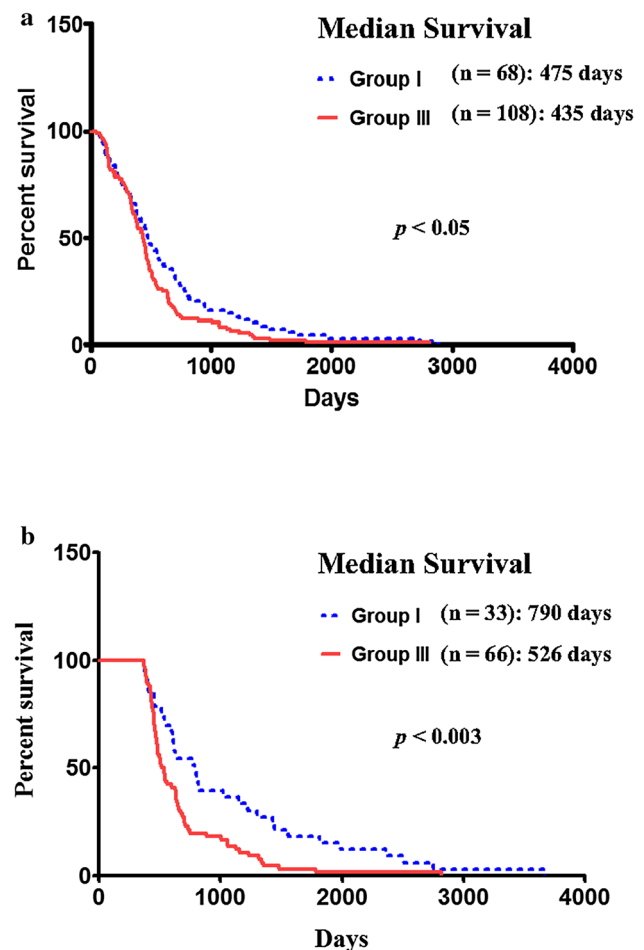 a
150
Median Survival
Group I (n = 68): 475 days
Group III (n = 108): 435 days
100
Percent survival
p < 0.05
50
0
0 1000 2000 3000 4000
Days
b
150
Median Survival
Group I (n = 33): 790 days
Group III (n = 66): 526 days
100
Percent survival
p < 0.003
50
0
0 1000 2000 3000 4000
Days